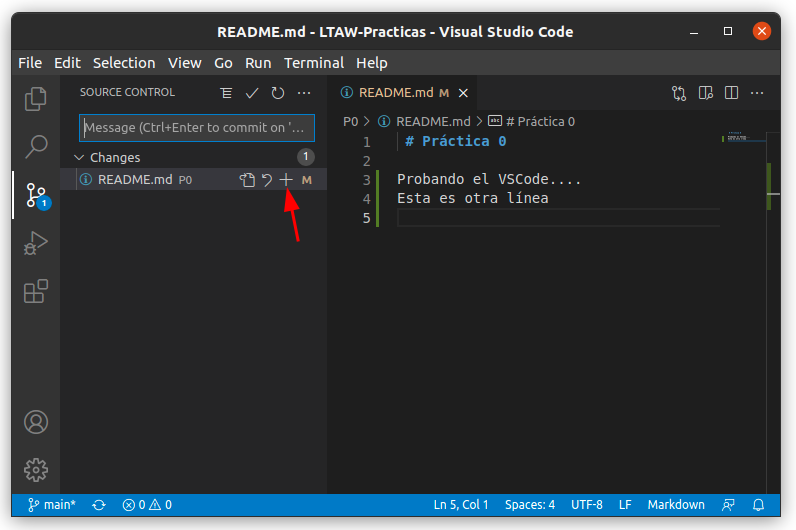 README.md - LTAW-Practicas - Visual Studio Code
File Edit Selection View Go Run Terminal Help
SOURCE CONTROL
Message (Ctrl+Enter to commit on '...
Changes 1
README.md P0 M
1
README.md M
P0 > README.md > # Práctica 0
1 # Práctica 0
2
3 Probando el VSCode....
4 Esta es otra línea
5
main* 0 0 Ln 5, Col 1 Spaces: 4 UTF-8 LF Markdown